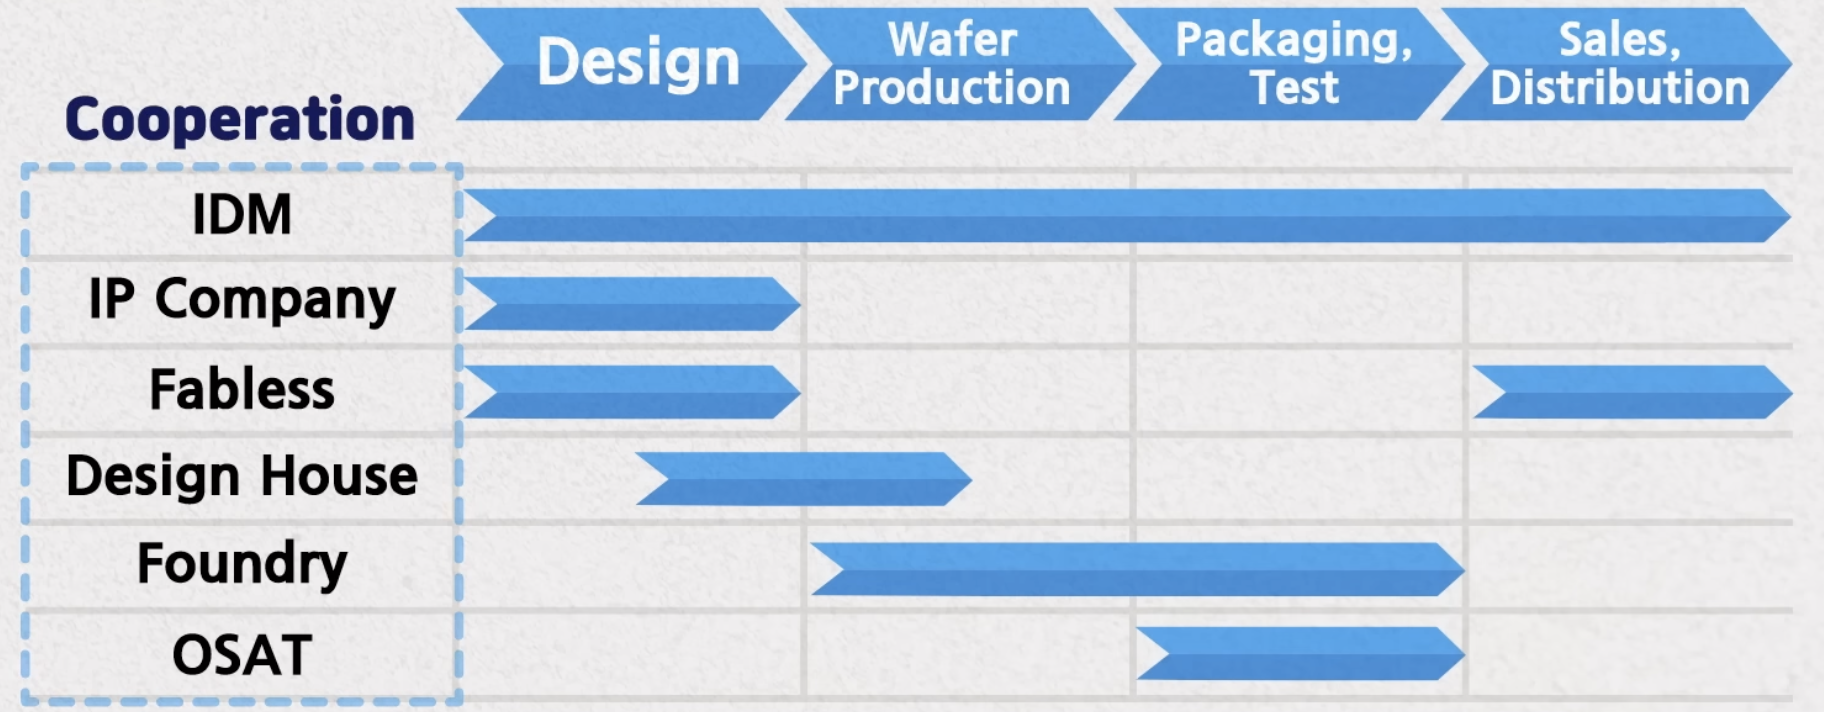 Design
Wafer
Production
Packaging,
Test
Sales,
Distribution
Cooperation
IDM
IP Company
Fabless
Design House
Foundry
OSAT